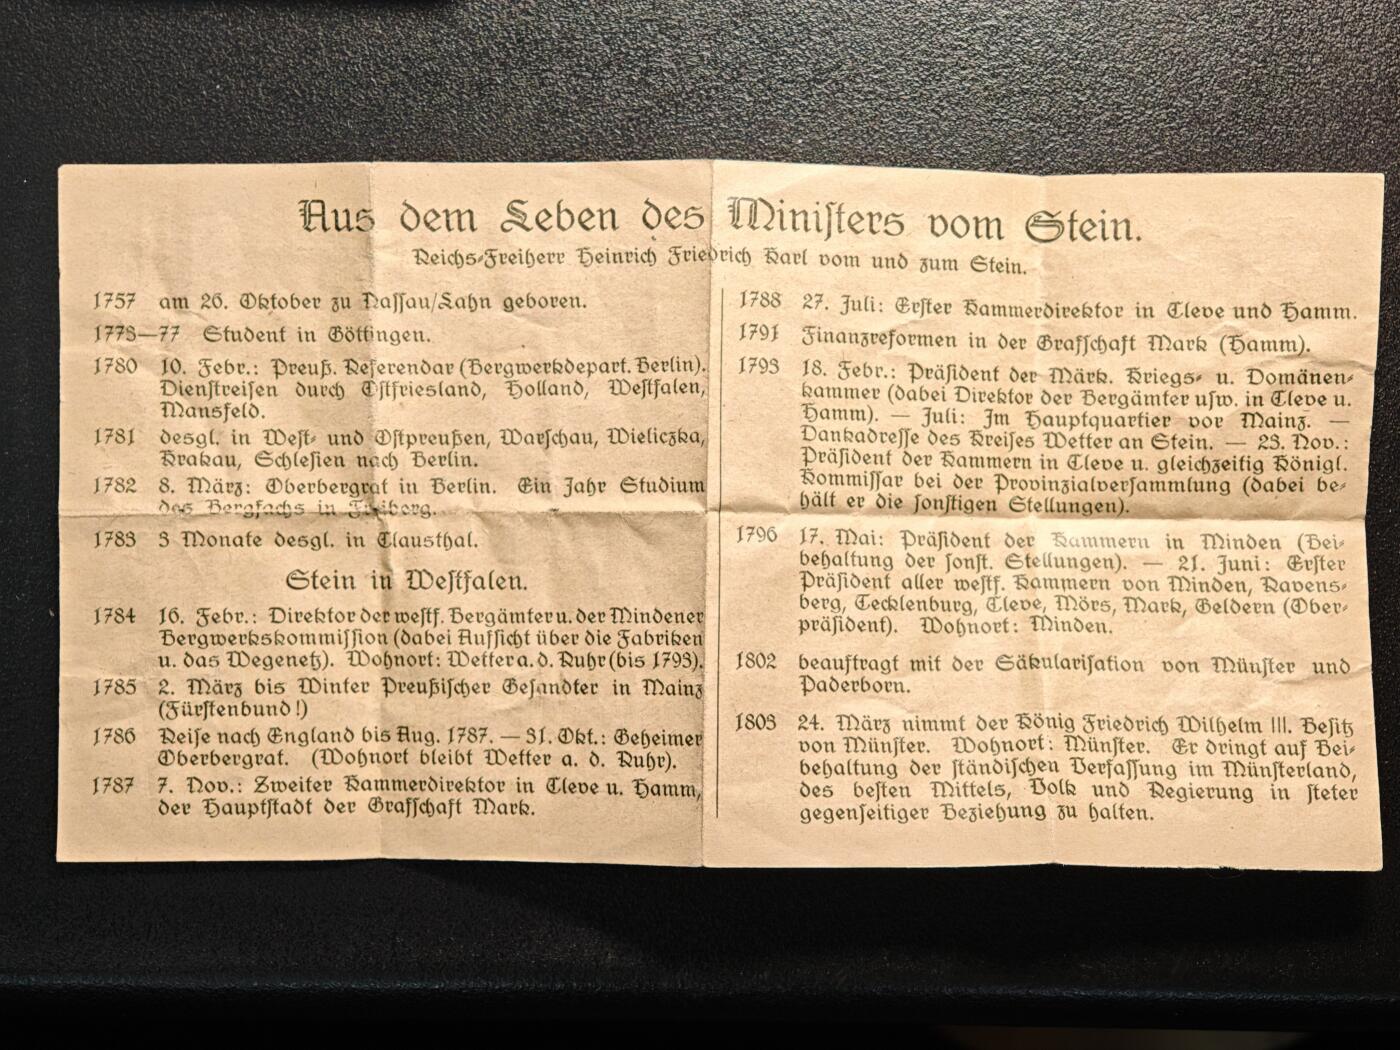 Aus dem Leben des Ministers vom Stein.
Reichs-Freiherr Heinrich Friedrich Karl vom und zum Stein.
1757 am 26. Oktober zu Nassau/Lahn geboren.
1773—77 Student in Göttingen.
1780 10. Febr.: Preuß. Referendar (Bergwerkdepart. Berlin).
Dienstreisen durch Ostfriesland, Holland, Westfalen,
Mansfeld.
1781 desgl. in West- und Ostpreußen, Warschau, Wieliczka,
Krakau, Schlesien nach Berlin.
1782 8. März: Oberbergrat in Berlin. Ein Jahr Studium
des Bergfachs in Freiberg.
1783 3 Monate desgl. in Clausthal.
Stein in Westfalen.
1784 16. Febr.: Direktor der westf. Bergämter u. der Mindener
Bergwerkskommission (dabei Aufsicht über die Fabriken
u. das Wegenetz). Wohnort: Wetter a. d. Ruhr (bis 1793).
1785 2. März bis Winter Preußischer Gesandter in Mainz
(Fürstenbund!)
1786 Reise nach England bis Aug. 1787. — 31. Okt.: Geheimer
Oberbergrat. (Wohnort bleibt Wetter a. d. Ruhr).
1787 7. Nov.: Zweiter Kammerdirektor in Cleve u. Hamm,
der Hauptstadt der Grafschaft Mark.
1788 27. Juli: Erster Kammerdirektor in Cleve und Hamm.
1791 Finanzreformen in der Grafschaft Mark (Hamm).
1793 18. Febr.: Präsident der Märk. Kriegs- u. Domänen-
kammer (dabei Direktor der Bergämter usw. in Cleve u.
Hamm). — Juli: Im Hauptquartier vor Mainz. —
Dankadresse des Kreises Wetter an Stein. — 23. Nov.:
Präsident der Kammern in Cleve u. gleichzeitig Königl.
Kommissar bei der Provinzialversammlung (dabei be-
hält er die sonstigen Stellungen).
1796 17. Mai: Präsident der Kammern in Minden (Bei-
behaltung der sonst. Stellungen). — 21. Juni: Erster
Präsident aller westf. Kammern von Minden, Ravens-
berg, Tecklenburg, Cleve, Mörs, Mark, Geldern (Ober-
präsident). Wohnort: Minden.
1802 beauftragt mit der Säkularisation von Münster und
Paderborn.
1803 24. März nimmt der König Friedrich Wilhelm III. Besitz
von Münster. Wohnort: Münster. Er dringt auf Bei-
behaltung der ständischen Verfassung im Münsterland,
des besten Mittels, Volk und Regierung in steter
gegenseitiger Beziehung zu halten.